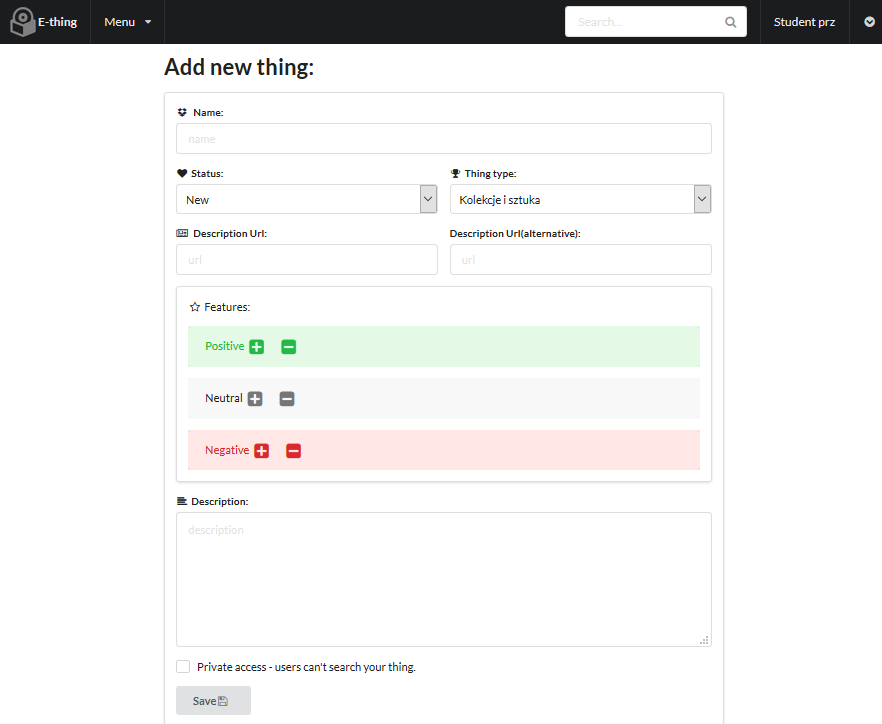 E-thing Menu Search... Student prz
Add new thing:
Name:
name
Status: Thing type:
New Kolekcje i sztuka
Description Url: Description Url(alternative):
url url
Features:
Positive
Neutral
Negative
Description:
description
Private access - users can't search your thing.
Save